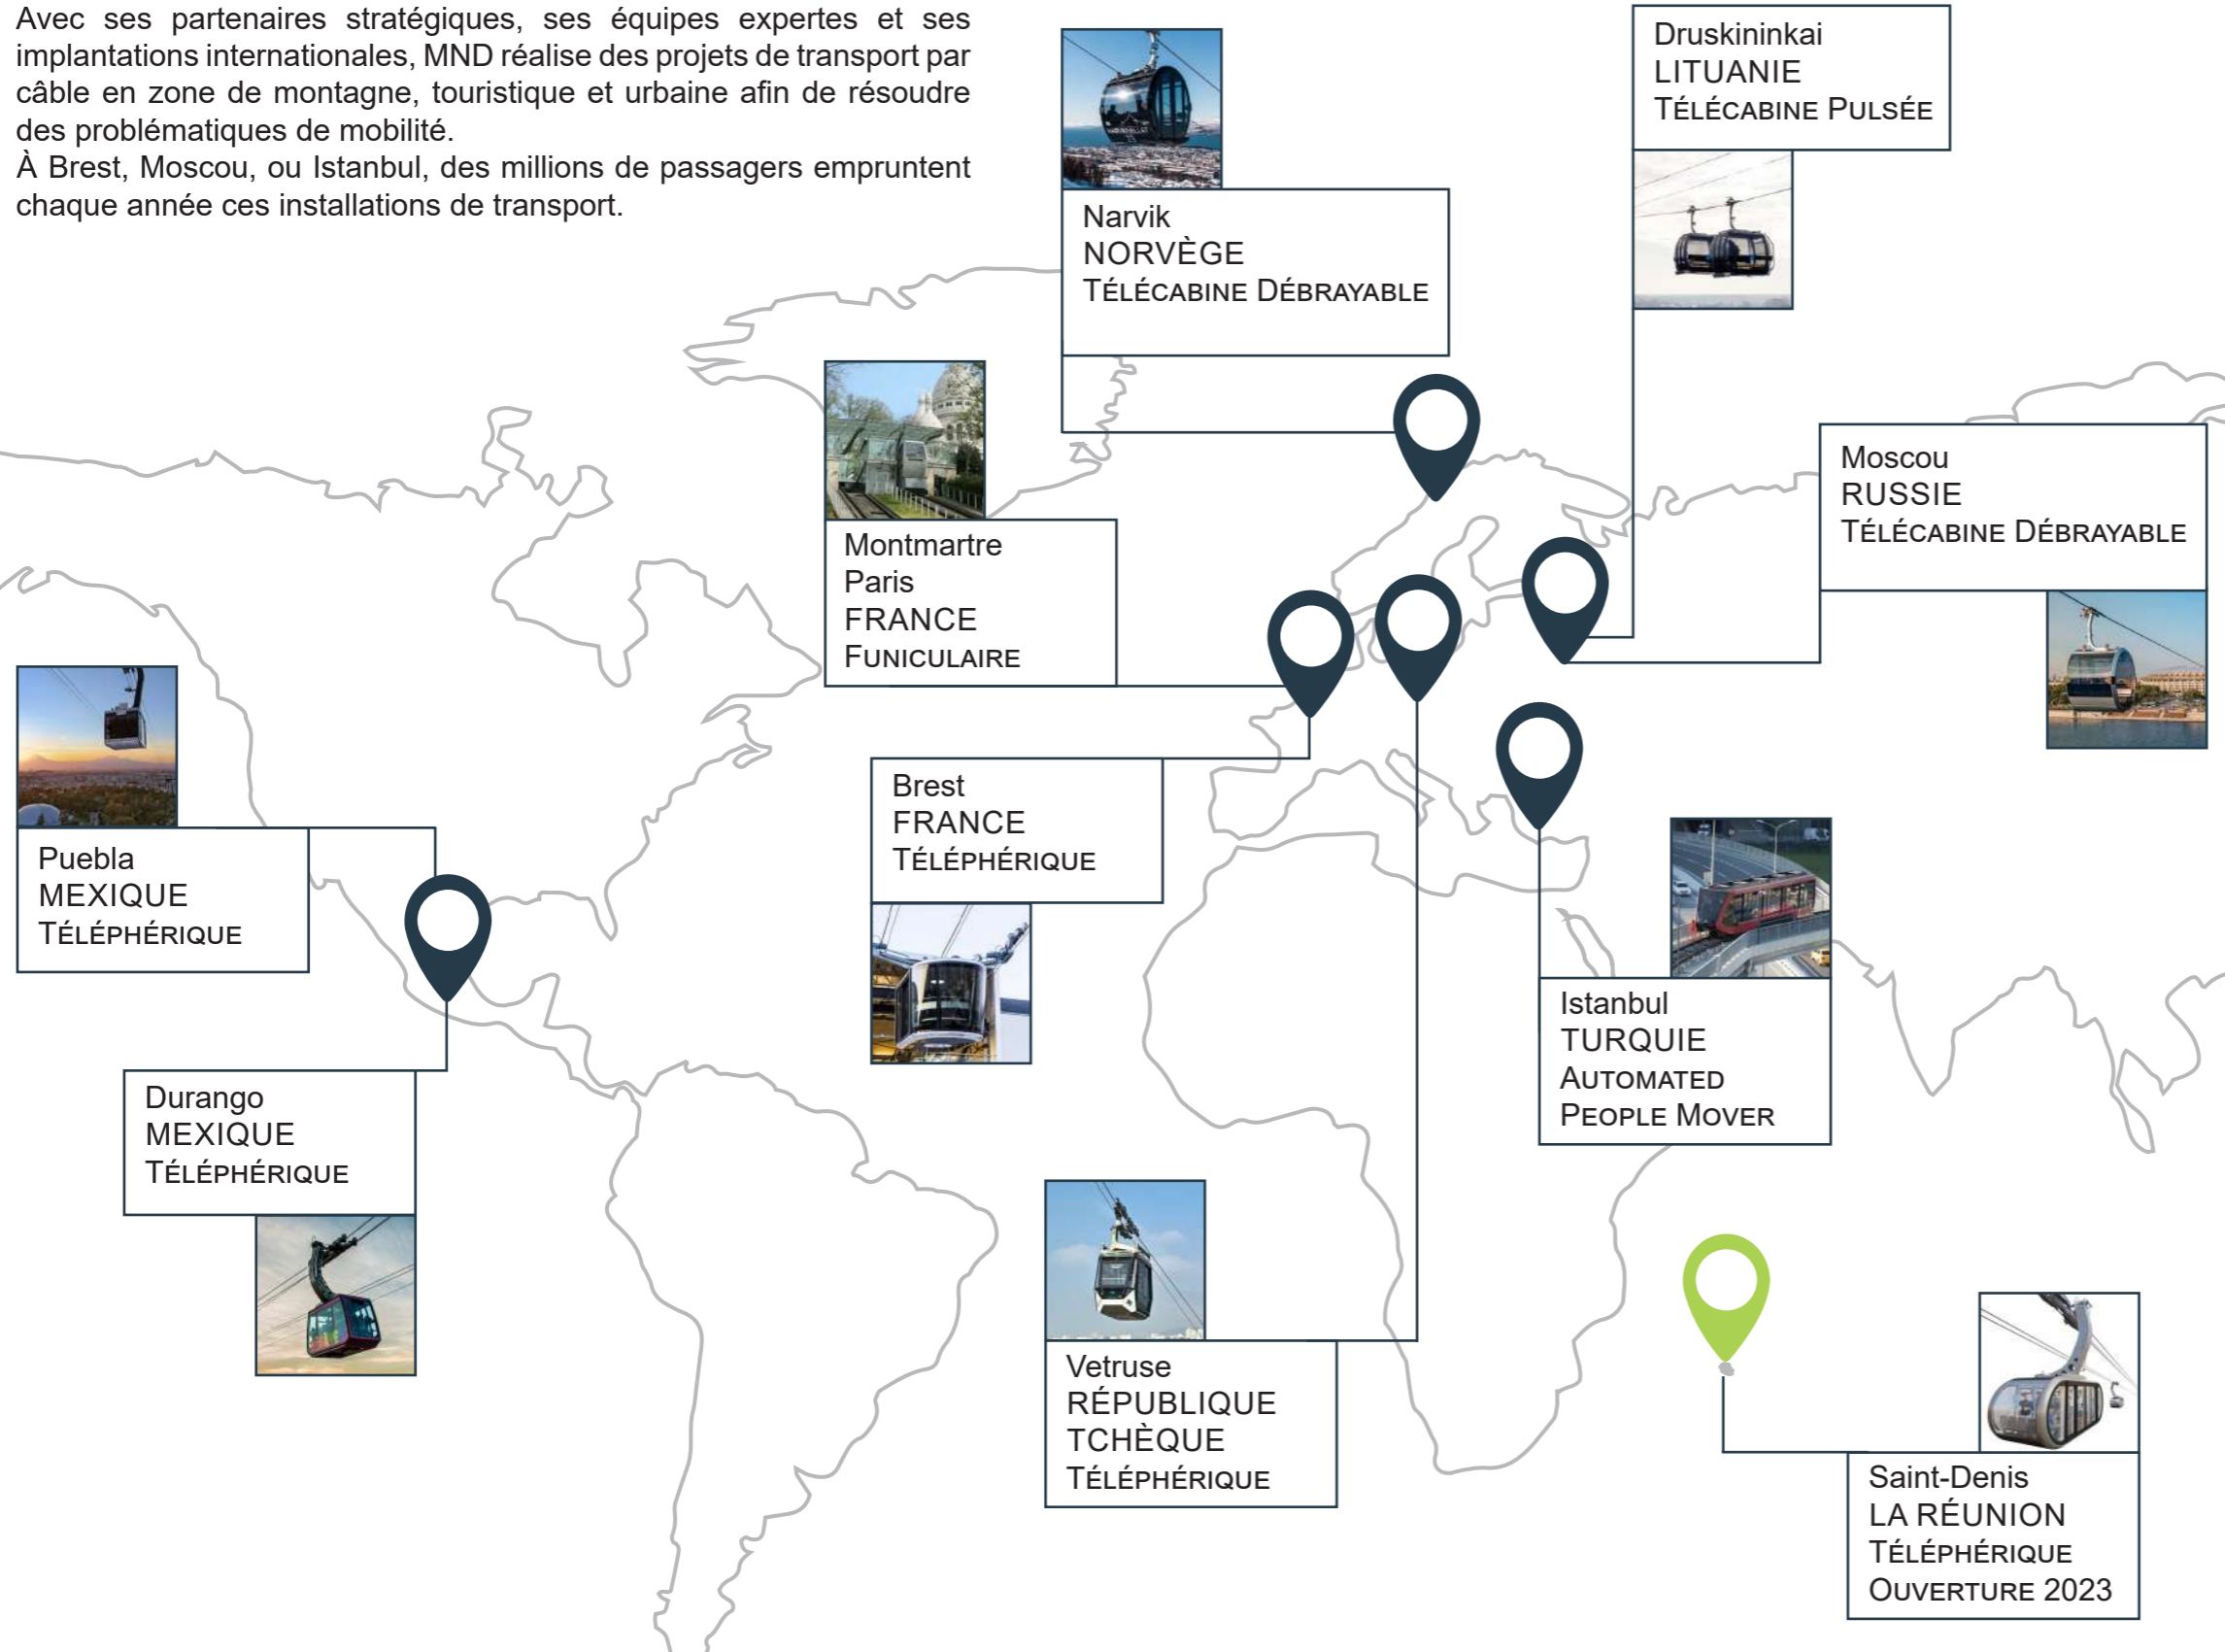 Avec ses partenaires stratégiques, ses équipes expertes et ses
implantations internationales, MND réalise des projets de transport par
câble en zone de montagne, touristique et urbaine afin de résoudre
des problématiques de mobilité.
À Brest, Moscou, ou Istanbul, des millions de passagers empruntent
chaque année ces installations de transport.
Druskininkai
LITUANIE
TÉLÉCABINE PULSÉE
Narvik
NORVÈGE
TÉLÉCABINE DÉBRAYABLE
Moscou
RUSSIE
TÉLÉCABINE DÉBRAYABLE
Montmartre
Paris
FRANCE
FUNICULAIRE
Brest
FRANCE
TÉLÉPHÉRIQUE
Puebla
MEXIQUE
TÉLÉPHÉRIQUE
Istanbul
TURQUIE
AUTOMATED
PEOPLE MOVER
Durango
MEXIQUE
TÉLÉPHÉRIQUE
Vetruse
RÉPUBLIQUE
TCHÈQUE
TÉLÉPHÉRIQUE
Saint-Denis
LA RÉUNION
TÉLÉPHÉRIQUE
OUVERTURE 2023